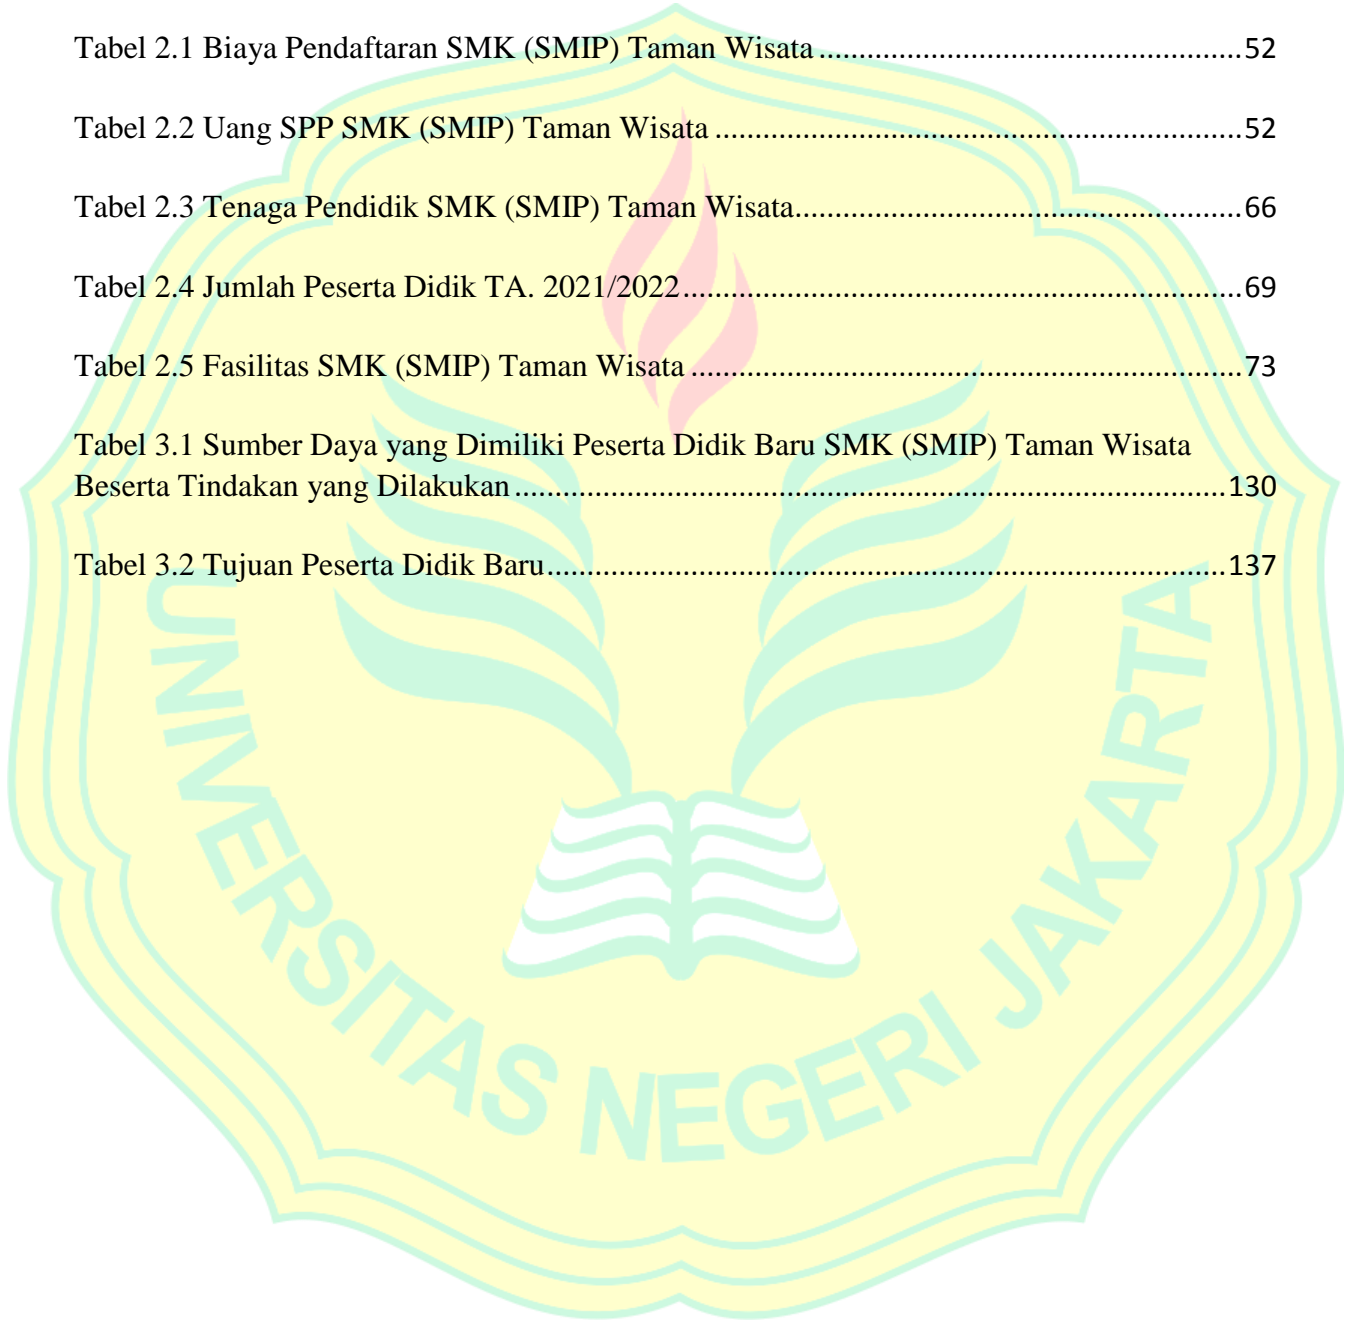 Tabel 2.1 Biaya Pendaftaran SMK (SMIP) Taman Wisata ..................................................... 52
Tabel 2.2 Uang SPP SMK (SMIP) Taman Wisata .................................................................. 52
Tabel 2.3 Tenaga Pendidik SMK (SMIP) Taman Wisata........................................................ 66
Tabel 2.4 Jumlah Peserta Didik TA. 2021/2022...................................................................... 69
Tabel 2.5 Fasilitas SMK (SMIP) Taman Wisata ..................................................................... 73
Tabel 3.1 Sumber Daya yang Dimiliki Peserta Didik Baru SMK (SMIP) Taman Wisata
Beserta Tindakan yang Dilakukan ......................................................................................... 130
Tabel 3.2 Tujuan Peserta Didik Baru..................................................................................... 137
UNIVERSITAS NEGERI JAKARTA